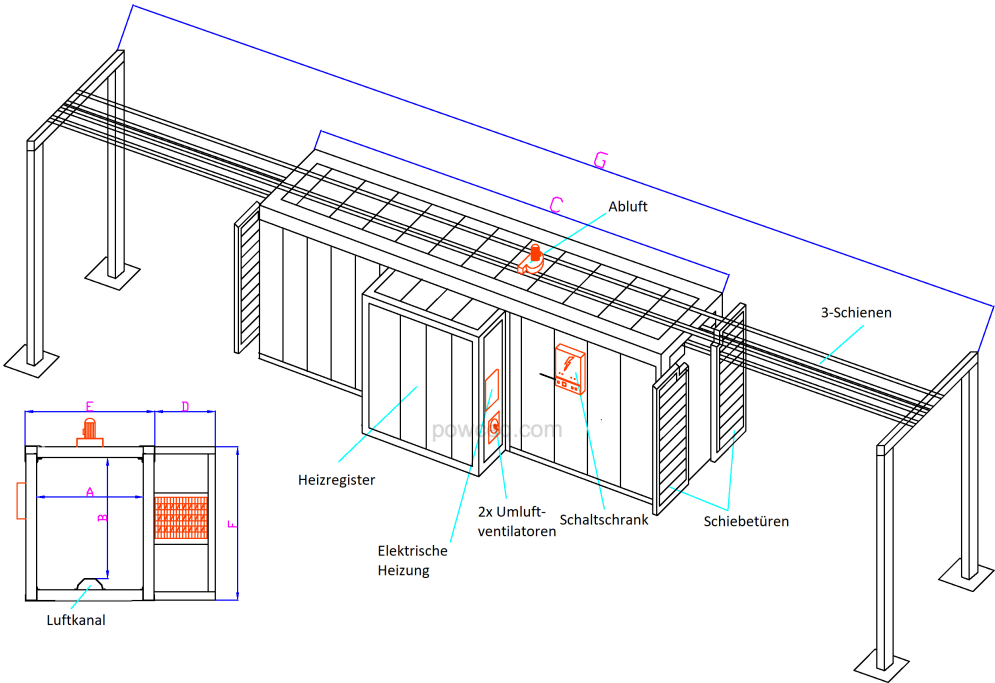 G
C
Abluft
3-Schienen
E
D
A
B
F
Heizregister
2x Umluft-
ventilatoren
Schaltschrank
Schiebetüren
Elektrische
Heizung
Luftkanal